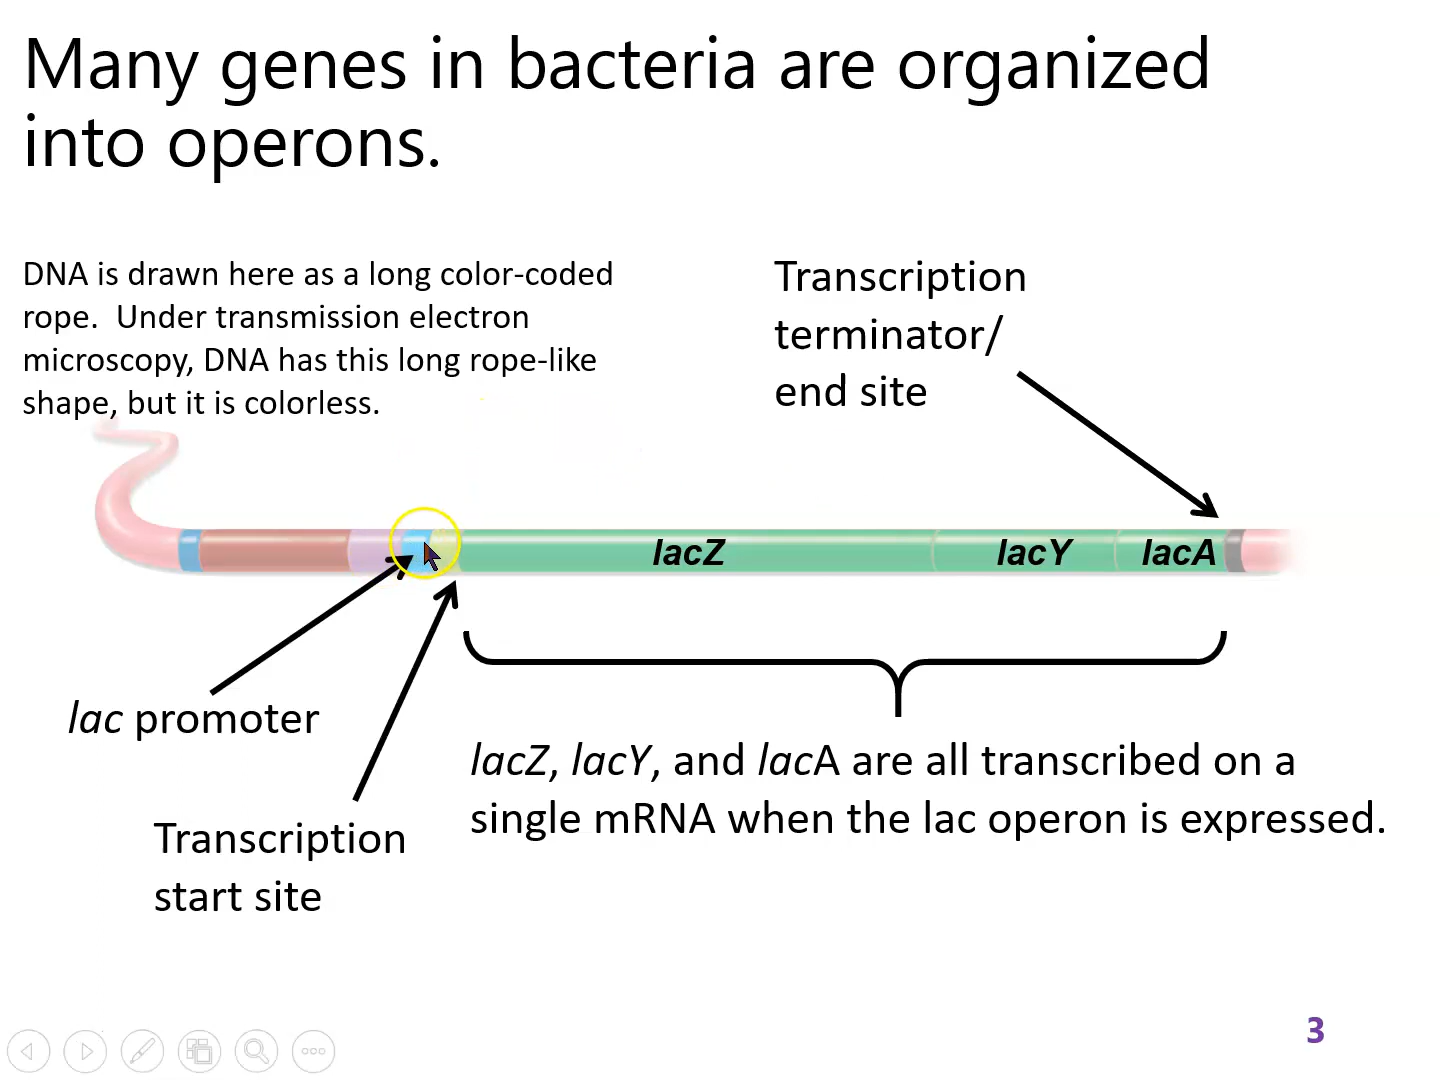 Many genes in bacteria are organized
into operons.
DNA is drawn here as a long color-coded
rope.  Under transmission electron
microscopy, DNA has this long rope-like
shape, but it is colorless.
Transcription
terminator/
end site
lacZ
lacY
lacA
lac promoter
Transcription
start site
lacZ, lacY, and lacA are all transcribed on a
single mRNA when the lac operon is expressed.
3